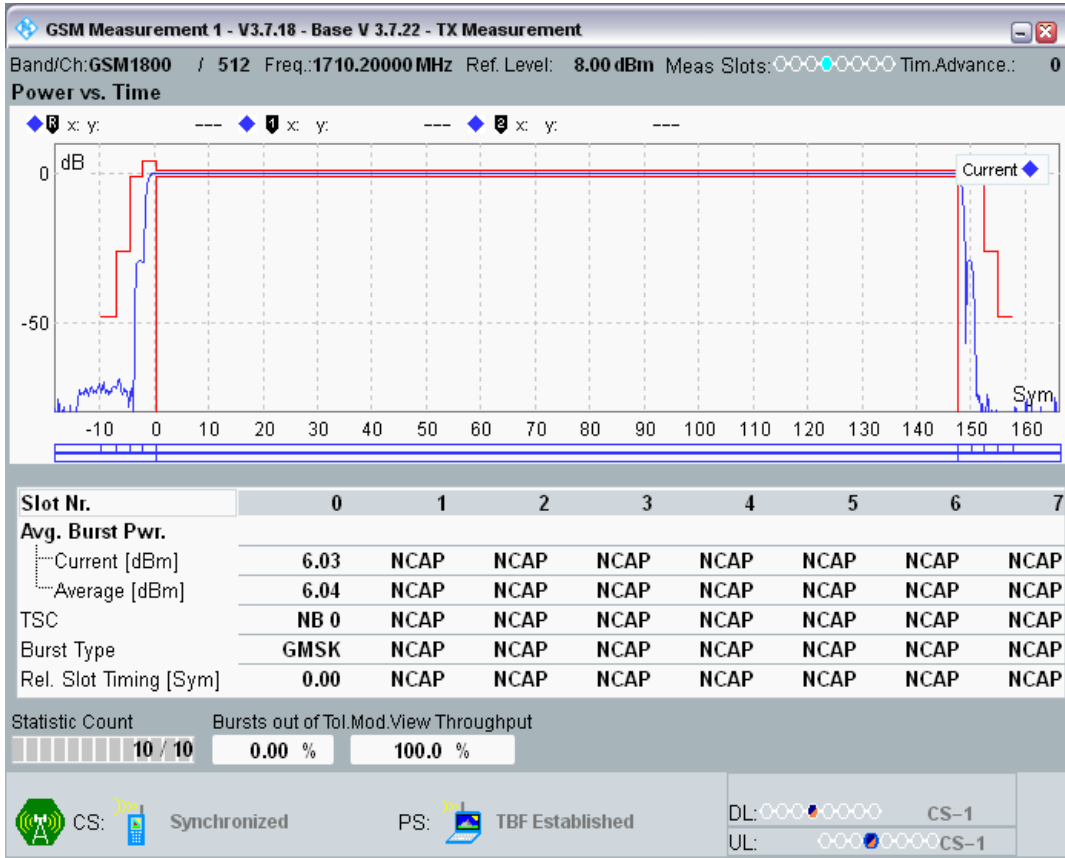 GSM Measurement 1 - V3.7.18 - Base V 3.7.22 - TX Measurement
Band/Ch:GSM1800 / 512 Freq.:1710.20000 MHz Ref. Level: 8.00 dBm Meas Slots: Tim.Advance.: 0
Power vs. Time
R x: y: --- 1 x: y: --- 2 x: y: ---
dB
Current
0
-50
Sym
-10 0 10 20 30 40 50 60 70 80 90 100 110 120 130 140 150 160
Slot Nr. 0 1 2 3 4 5 6 7
Avg. Burst Pwr.
Current [dBm] 6.03 NCAP NCAP NCAP NCAP NCAP NCAP NCAP
Average [dBm] 6.04 NCAP NCAP NCAP NCAP NCAP NCAP NCAP
TSC NB 0 NCAP NCAP NCAP NCAP NCAP NCAP NCAP
Burst Type GMSK NCAP NCAP NCAP NCAP NCAP NCAP NCAP
Rel. Slot Timing [Sym] 0.00 NCAP NCAP NCAP NCAP NCAP NCAP NCAP
Statistic Count Bursts out of Tol. Mod.View Throughput
10 / 10 0.00 % 100.0 %
CS: Synchronized PS: TBF Established
DL: CS-1
UL: CS-1